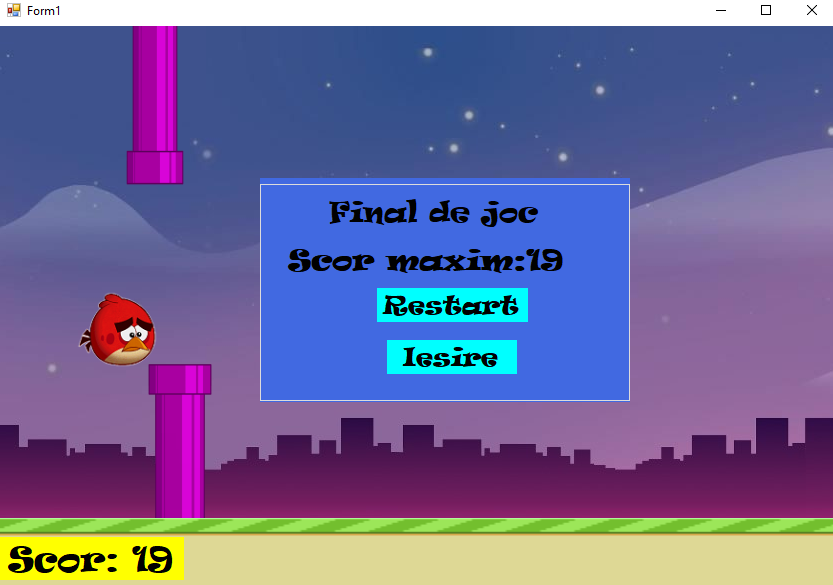 Form1
Final de joc
Scor maxim:19
Restart
Iesire
Scor: 19